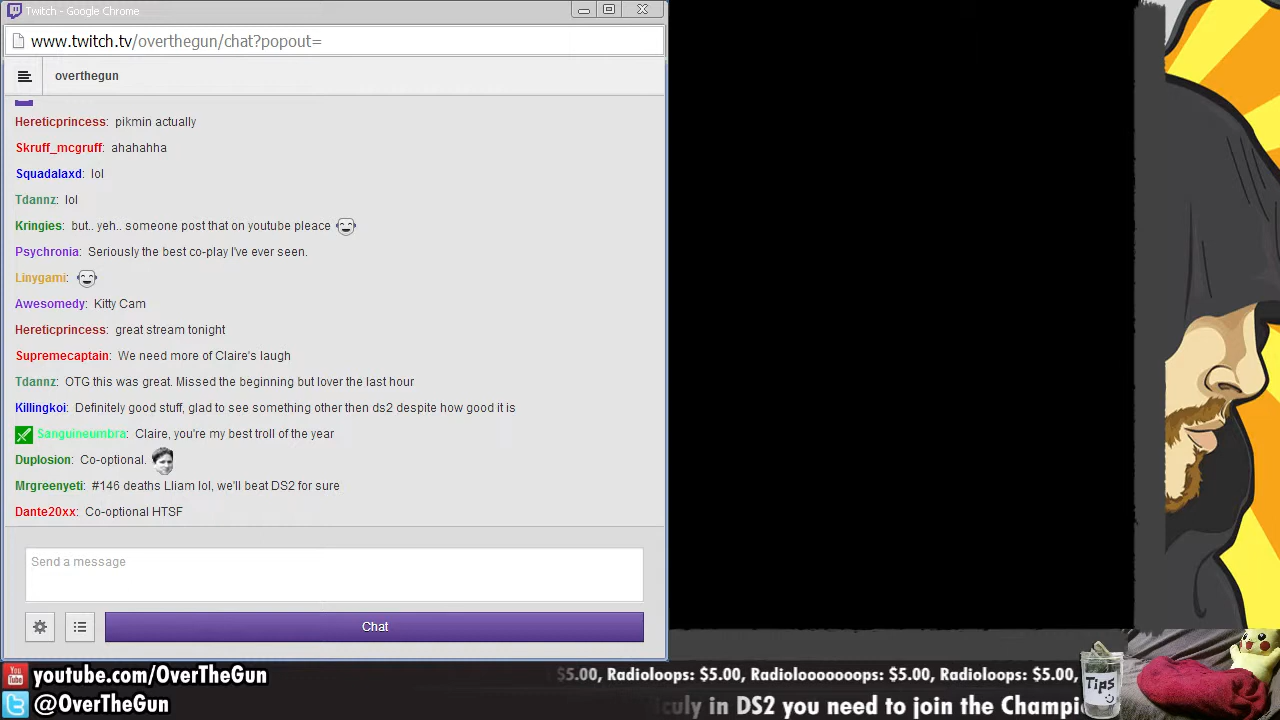 Twitch - Google Chrome
www.twitch.tv/overthegun/chat?popout=
overthegun
Hereticprincess: pikmin actually
Skruff_mcgruff: ahahahha
Squadalaxd: lol
Tdannz: lol
Kringies: but.. yeh.. someone post that on youtube pleace
Psychronia: Seriously the best co-play I've ever seen.
Linygami:
Awesomedy: Kitty Cam
Hereticprincess: great stream tonight
Supremecaptain: We need more of Claire's laugh
Tdannz: OTG this was great. Missed the beginning but lover the last hour
Killingkoi: Definitely good stuff, glad to see something other then ds2 despite how good it is
Sanguineumbra: Claire, you're my best troll of the year
Duplosion: Co-optional.
Mrgreenyeti: #146 deaths Lliam lol, we'll beat DS2 for sure
Dante20xx: Co-optional HTSF
Send a message
Chat
You Tube youtube.com/OverTheGun
$5.00, Radioloops: $5.00, Radiolooooooops: $5.00, Radioloops: $5.00,
@OverTheGun
culy in DS2 you need to join the Champi
Tips